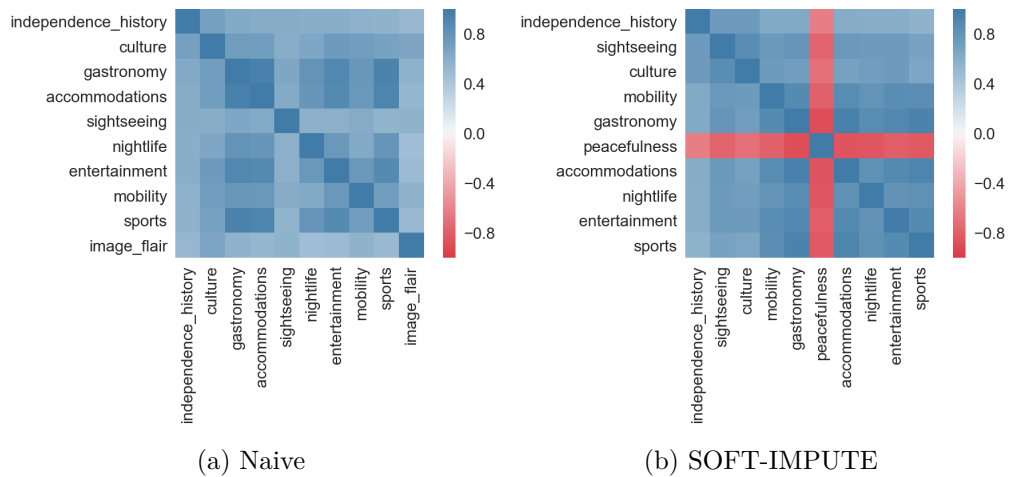 independence_history
culture
gastronomy
accommodations
sightseeing
nightlife
entertainment
mobility
sports
image_flair
independence_history
culture
gastronomy
accommodations
sightseeing
nightlife
entertainment
mobility
sports
image_flair
0.8
0.4
0.0
−0.4
−0.8
(a) Naive
independence_history
sightseeing
culture
mobility
gastronomy
peacefulness
accommodations
nightlife
entertainment
sports
independence_history
sightseeing
culture
mobility
gastronomy
peacefulness
accommodations
nightlife
entertainment
sports
0.8
0.4
0.0
−0.4
−0.8
(b) SOFT-IMPUTE